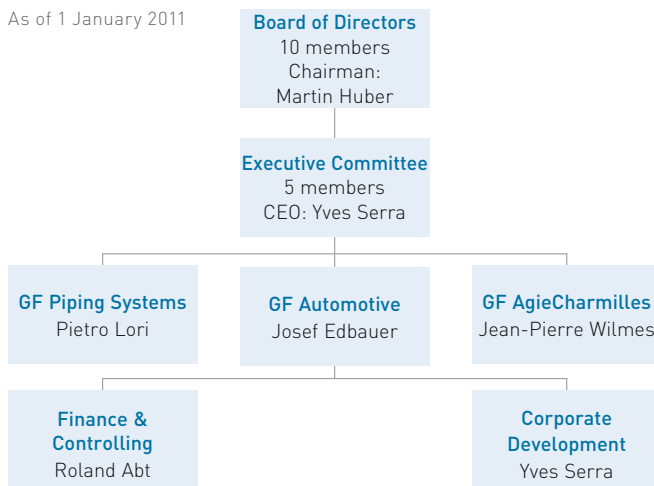 As of 1 January 2011
Board of Directors
10 members
Chairman:
Martin Huber
Executive Committee
5 members
CEO: Yves Serra
GF Piping Systems
Pietro Lori
GF Automotive
Josef Edbauer
GF AgieCharmilles
Jean-Pierre Wilmes
Finance &
Controlling
Roland Abt
Corporate
Development
Yves Serra